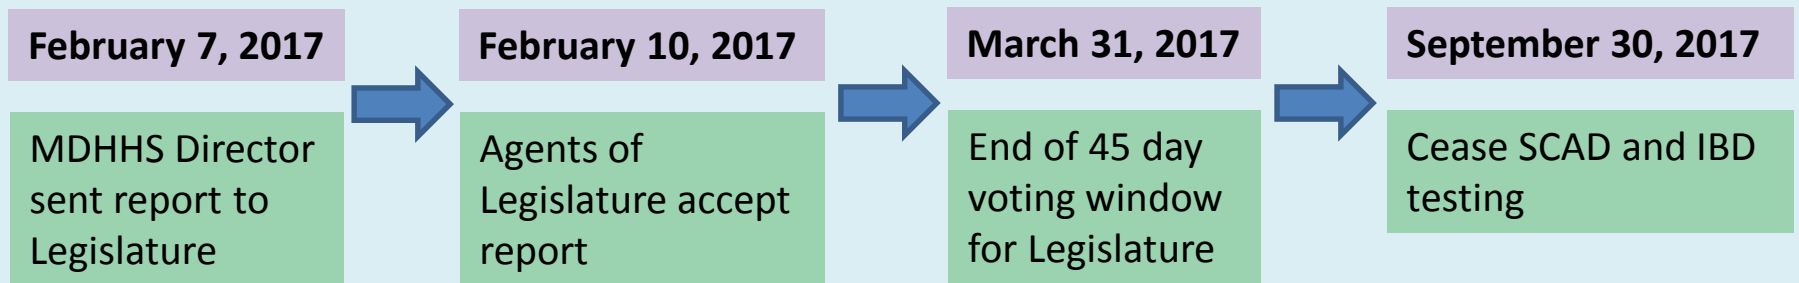 February 7, 2017
MDHHS Director
sent report to
Legislature
February 10, 2017
Agents of
Legislature accept
report
March 31, 2017
End of 45 day
voting window
for Legislature
September 30, 2017
Cease SCAD and IBD
testing